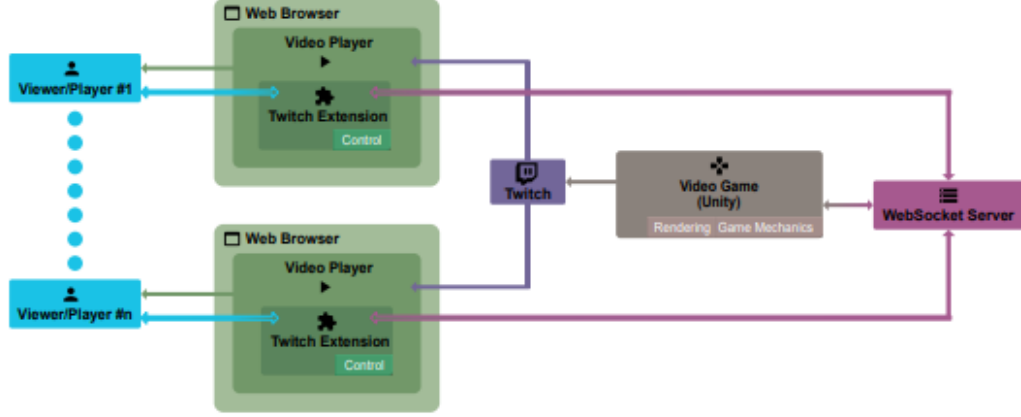 Web Browser
Video Player
Viewer/Player #1
Twitch Extension
Control
Twitch
Video Game
(Unity)
Rendering Game Mechanics
WebSocket Server
Web Browser
Video Player
Viewer/Player #n
Twitch Extension
Control